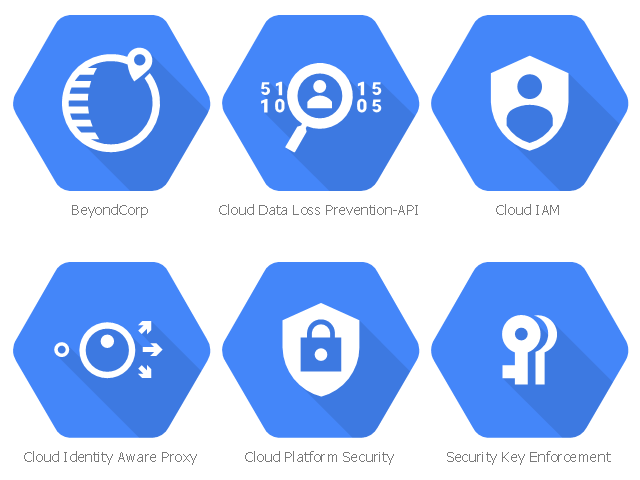 51 15
10 05
BeyondCorp
Cloud Data Loss Prevention-API
Cloud IAM
Cloud Identity Aware Proxy
Cloud Platform Security
Security Key Enforcement